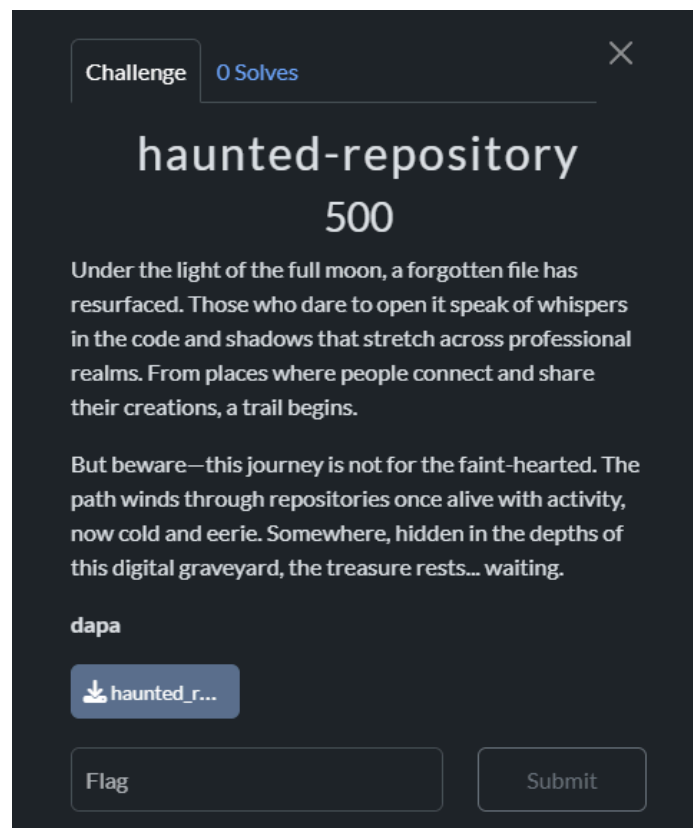 Challenge
0 Solves
haunted-repository
500
Under the light of the full moon, a forgotten file has
resurfaced. Those who dare to open it speak of whispers
in the code and shadows that stretch across professional
realms. From places where people connect and share
their creations, a trail begins.
But beware—this journey is not for the faint-hearted. The
path winds through repositories once alive with activity,
now cold and eerie. Somewhere, hidden in the depths of
this digital graveyard, the treasure rests... waiting.
dapa
haunted_r...
Flag
Submit